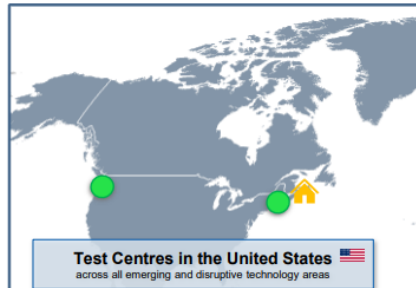 Test Centres in the United States
across all emerging and disruptive technology areas